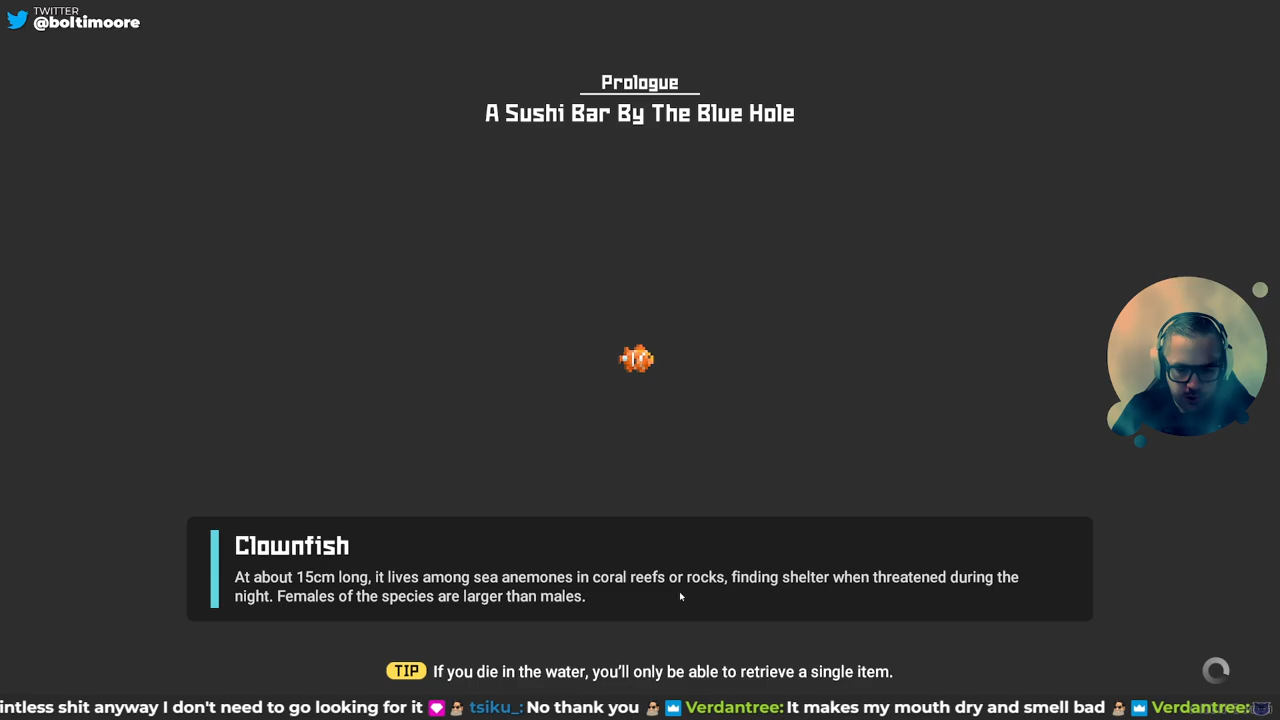 TWITTER
@boltimoore
Prologue
A Sushi Bar By The Blue Hole
Clownfish
At about 15cm long, it lives among sea anemones in coral reefs or rocks, finding shelter when threatened during the
night. Females of the species are larger than males.
TIP If you die in the water, you'll only be able to retrieve a single item.
intless shit anyway I don't need to go looking for it tsiku_: No thank you Verdantree: It makes my mouth dry and smell bad Verdantree: